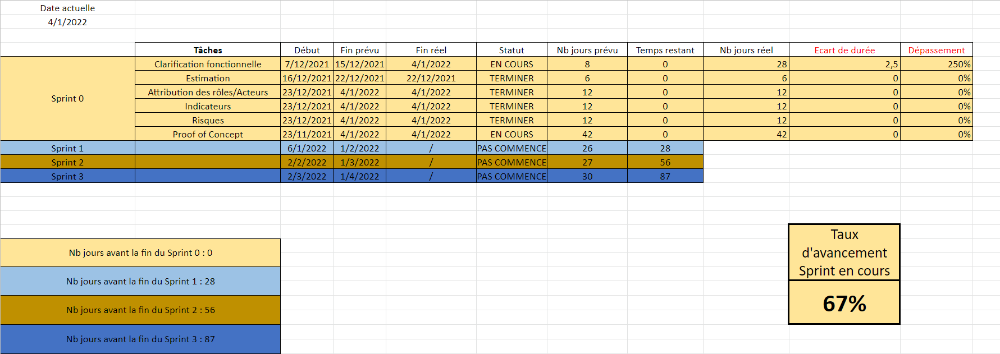 Date actuelle
4/1/2022
Tâches Début Fin prévu Fin réel Statut Nb jours prévu Temps restant Nb jours réel Ecart de durée Dépassement
Sprint 0
Clarification fonctionnelle 7/12/2021 15/12/2021 4/1/2022 EN COURS 8 0 28 2,5 250%
Estimation 16/12/2021 22/12/2021 22/12/2021 TERMINER 6 0 6 0 0%
Attribution des rôles/Acteurs 23/12/2021 4/1/2022 4/1/2022 TERMINER 12 0 12 0 0%
Indicateurs 23/12/2021 4/1/2022 4/1/2022 TERMINER 12 0 12 0 0%
Risques 23/12/2021 4/1/2022 4/1/2022 TERMINER 12 0 12 0 0%
Proof of Concept 23/11/2021 4/1/2022 4/1/2022 EN COURS 42 0 42 0 0%
Sprint 1 6/1/2022 1/2/2022 / PAS COMMENCE 26 28
Sprint 2 2/2/2022 1/3/2022 / PAS COMMENCE 27 56
Sprint 3 2/3/2022 1/4/2022 / PAS COMMENCE 30 87
Nb jours avant la fin du Sprint 0 : 0
Nb jours avant la fin du Sprint 1 : 28
Nb jours avant la fin du Sprint 2 : 56
Nb jours avant la fin du Sprint 3 : 87
Taux
d'avancement
Sprint en cours
67%